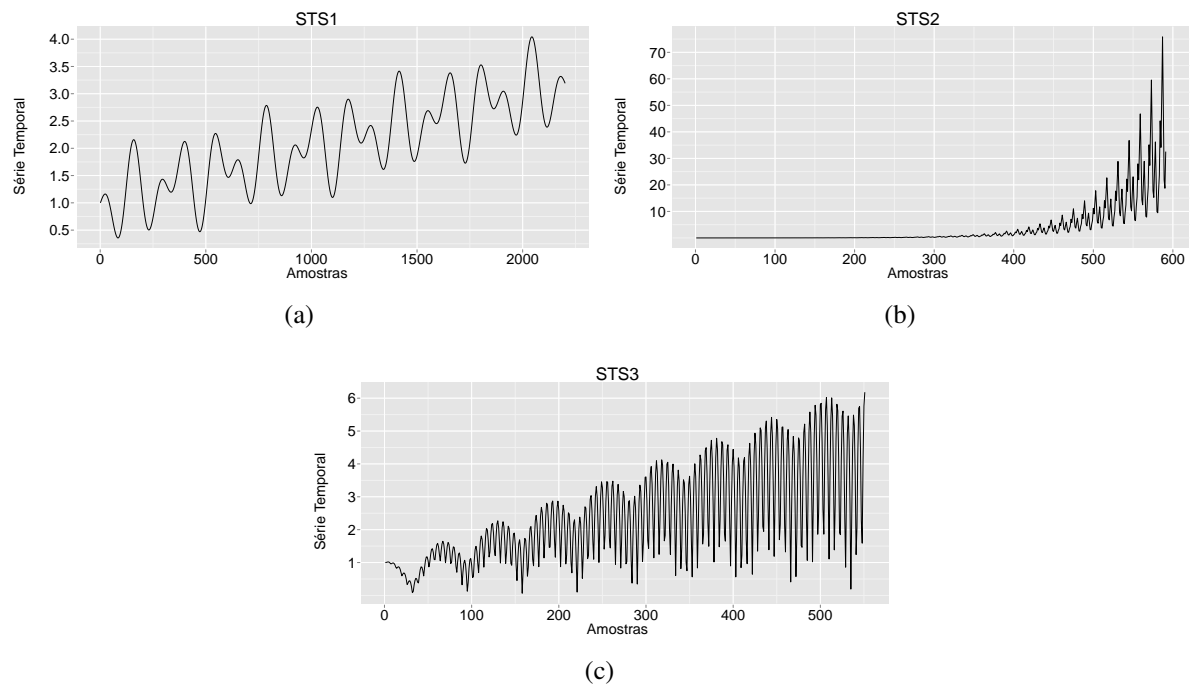 STS1
Série Temporal
4.0
3.5
3.0
2.5
2.0
1.5
1.0
0.5
0 500 1000 1500 2000
Amostras
(a)
STS2
Série Temporal
70
60
50
40
30
20
10
0 100 200 300 400 500 600
Amostras
(b)
STS3
Série Temporal
6
5
4
3
2
1
0 100 200 300 400 500
Amostras
(c)